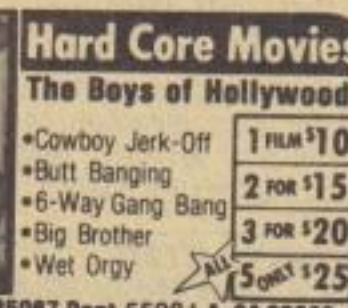 Hard Core Movies
The Boys of Hollywood
•Cowboy Jerk-Off
•Butt Banging
•6-Way Gang Bang
•Big Brother
•Wet Orgy
1 FILM $10
2 FOR $15
3 FOR $20
ALL 5 ONLY $25